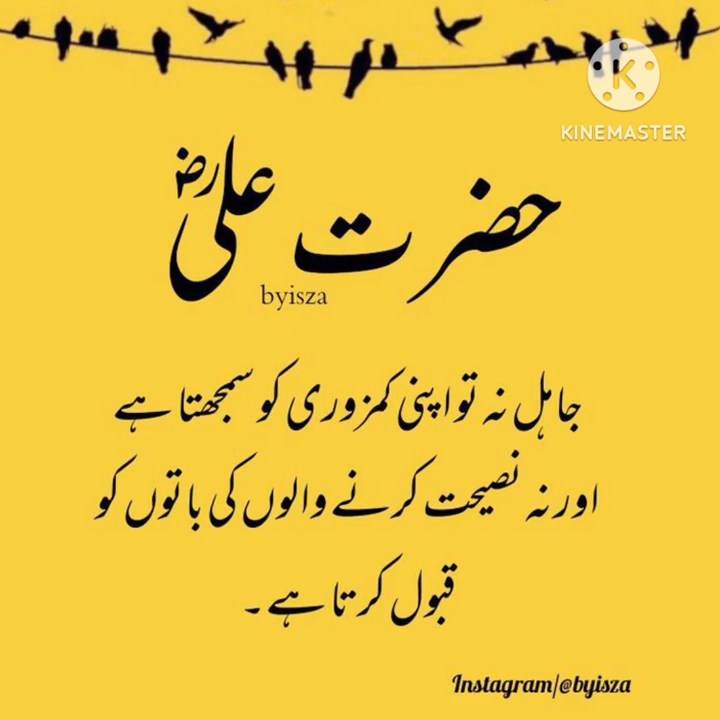 KINEMASTER
حضرت علیؓ
byisza
جاہل نہ تو اپنی کمزوری کو سمجھتا ہے
اور نہ نصیحت کرنے والوں کی باتوں کو
قبول کرتا ہے۔
Instagram/@byisza